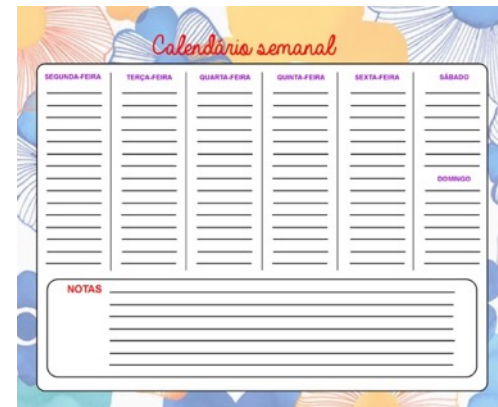 Calendário semanal
SEGUNDA-FEIRA TERÇA-FEIRA QUARTA-FEIRA QUINTA-FEIRA SEXTA-FEIRA SÁBADO
DOMINGO
NOTAS